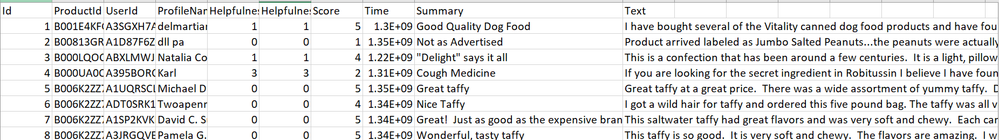 Id ProductId UserId ProfileNar Helpfulnes Helpfulnes Score Time Summary Text
1 B001E4KF A3SGXH7A delmartian 1 1 5 1.3E+09 Good Quality Dog Food I have bought several of the Vitality canned dog food products and have fou
2 B00813GR A1D87F6Z dll pa 0 0 1 1.35E+09 Not as Advertised Product arrived labeled as Jumbo Salted Peanuts...the peanuts were actually
3 B000LQOC ABXLMWJ Natalia Co 1 1 4 1.22E+09 "Delight" says it all This is a confection that has been around a few centuries. It is a light, pillow
4 B000UA0C A395BOR Karl 3 3 2 1.31E+09 Cough Medicine If you are looking for the secret ingredient in Robitussin I believe I have foun
5 B006K2ZZ A1UQRSCL Michael D 0 0 5 1.35E+09 Great taffy Great taffy at a great price. There was a wide assortment of yummy taffy. D
6 B006K2ZZ ADT0SRK1 Twoapenn 0 0 4 1.34E+09 Nice Taffy I got a wild hair for taffy and ordered this five pound bag. The taffy was all v
7 B006K2ZZ A1SP2KVK David C. S 0 0 5 1.34E+09 Great! Just as good as the expensive bran This saltwater taffy had great flavors and was very soft and chewy. Each car
8 B006K2ZZ A3JRGQVE Pamela G. 0 0 5 1.34E+09 Wonderful, tasty taffy This taffy is so good. It is very soft and chewy. The flavors are amazing. I w